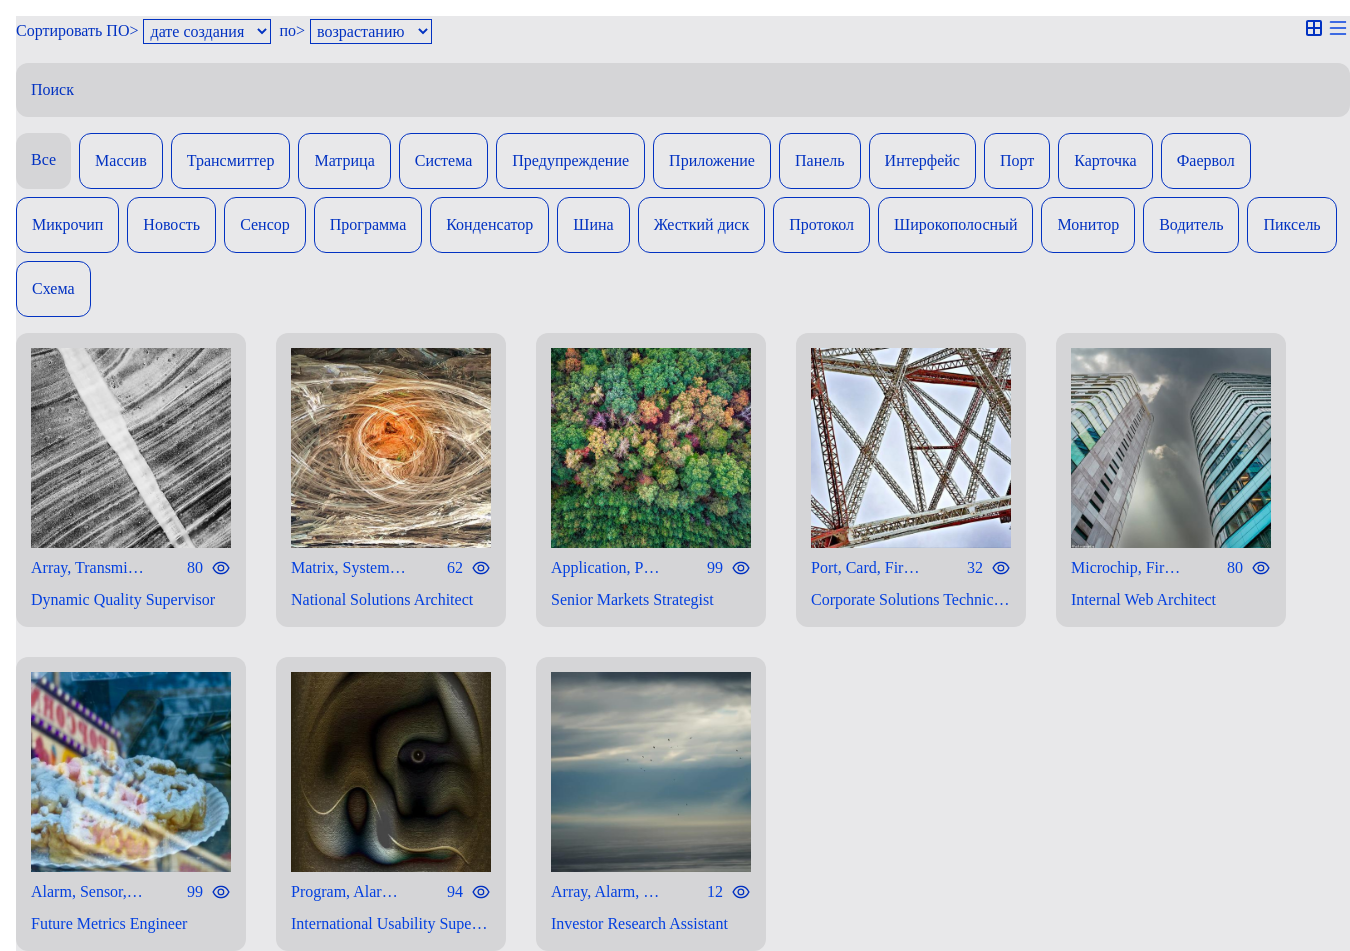 Сортировать ПО> дате создания по> возрастанию
Поиск
Все Массив Трансмиттер Матрица Система Предупреждение Приложение Панель Интерфейс Порт Карточка Фаервол
Микрочип Новость Сенсор Программа Конденсатор Шина Жесткий диск Протокол Широкополосный Монитор Водитель Пиксель
Схема
Array, Transmi… 80 Matrix, System… 62 Application, P… 99 Port, Card, Fir… 32 Microchip, Fir… 80
Dynamic Quality Supervisor National Solutions Architect Senior Markets Strategist Corporate Solutions Technic… Internal Web Architect
Alarm, Sensor,… 99 Program, Alar… 94 Array, Alarm, … 12
Future Metrics Engineer International Usability Supe… Investor Research Assistant